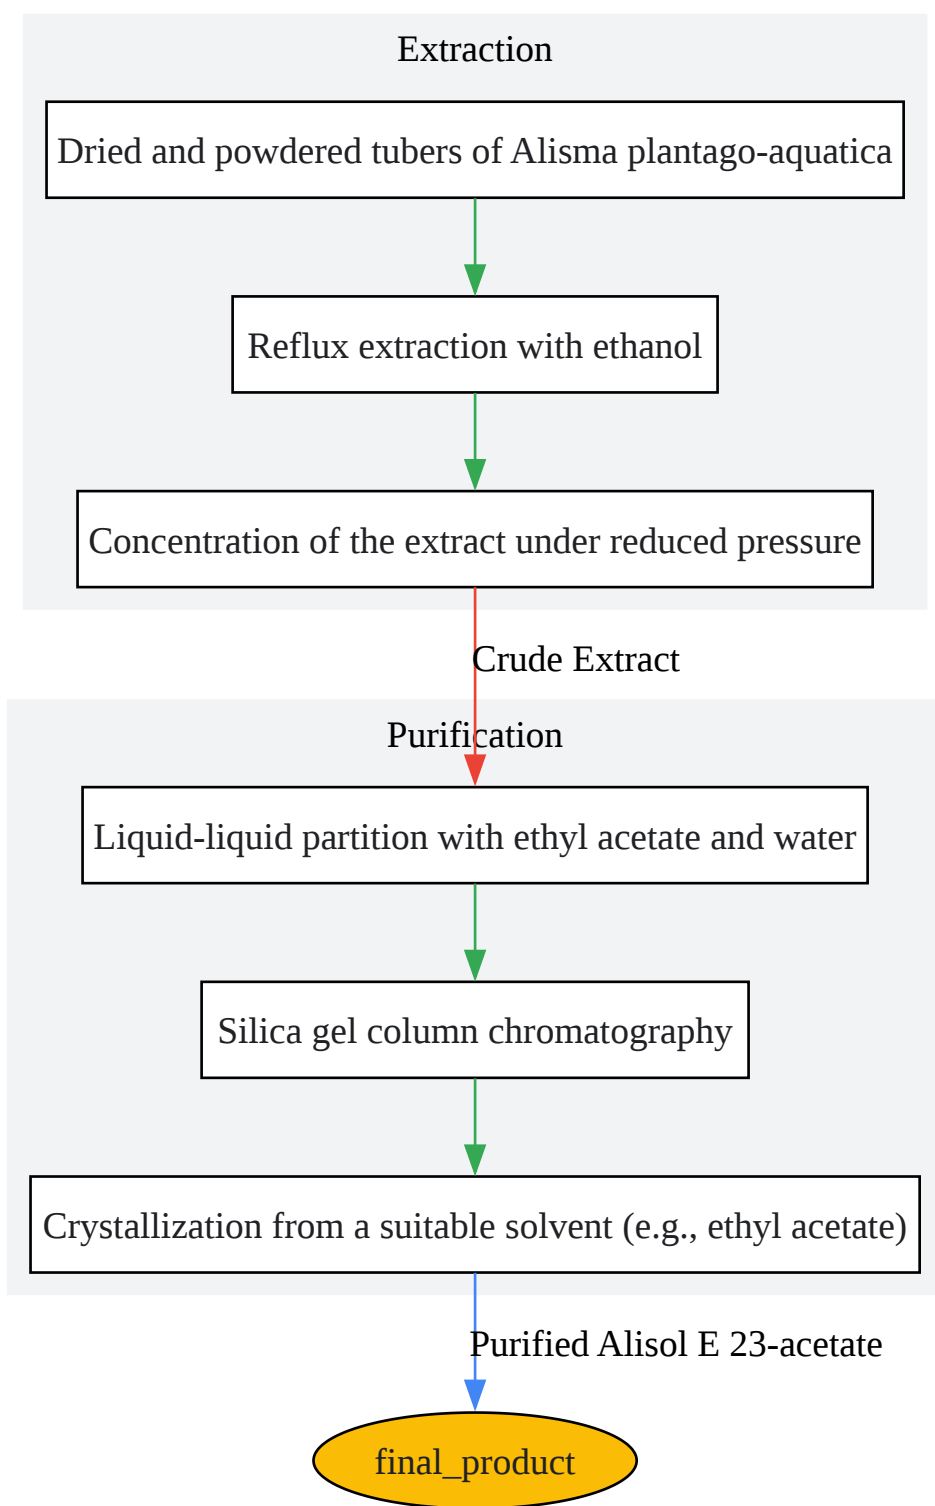 Extraction
Dried and powdered tubers of Alisma plantago-aquatica
Reflux extraction with ethanol
Concentration of the extract under reduced pressure
Crude Extract
Purification
Liquid-liquid partition with ethyl acetate and water
Silica gel column chromatography
Crystallization from a suitable solvent (e.g., ethyl acetate)
Purified Alisol E 23-acetate
final_product